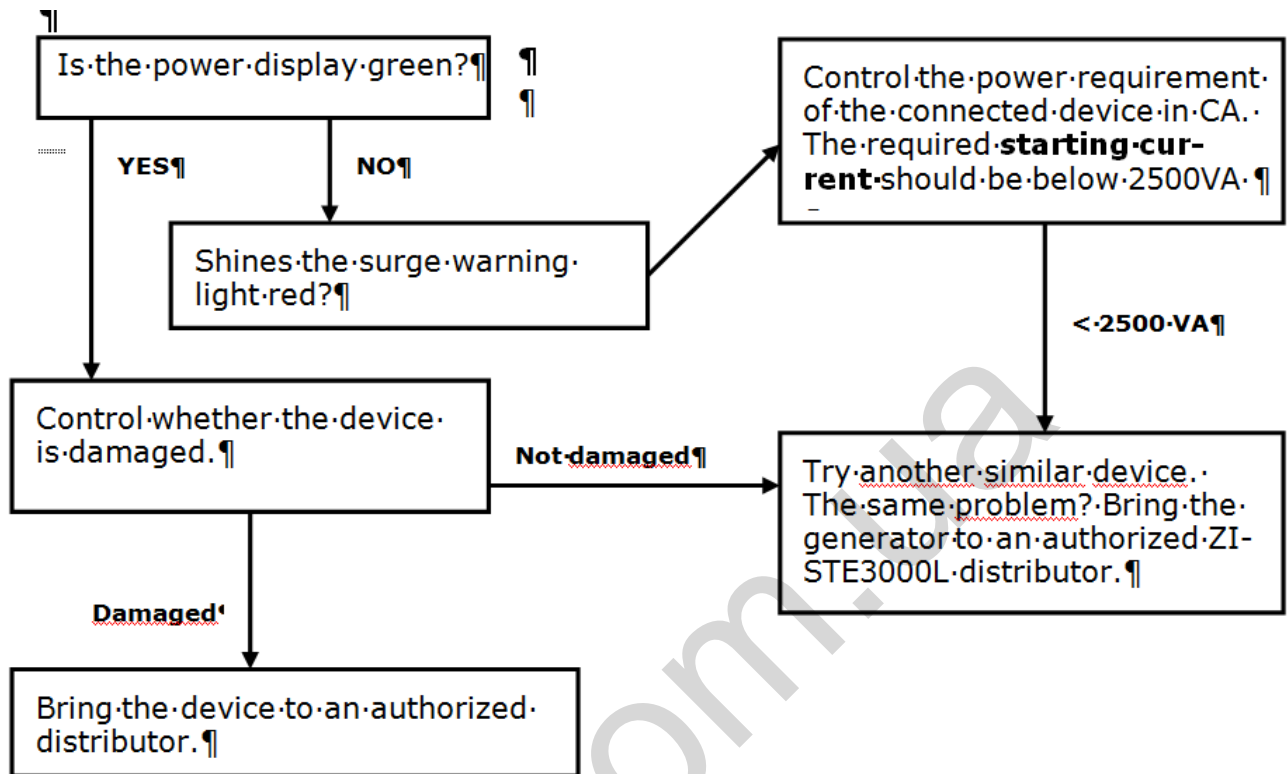 ¶
Is·the·power·display·green?¶
¶
¶
YES¶
NO¶
Shines·the·surge·warning·
light·red?¶
Control·the·power·requirement·
of·the·connected·device·in·CA.·
The·required·starting·cur-
rent·should·be·below·2500VA·¶
<·2500·VA¶
Control·whether·the·device·
is·damaged.¶
Not·damaged¶
Try·another·similar·device.·
The·same·problem?·Bring·the·
generator·to·an·authorized·ZI-
STE3000L·distributor.¶
Damaged¶
Bring·the·device·to·an·authorized·
distributor.¶
om.ua